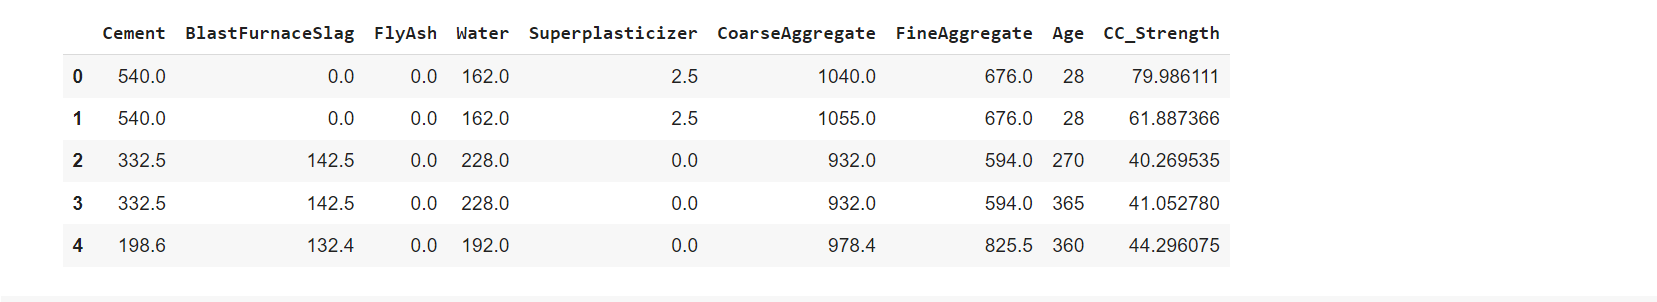 Cement BlastFurnaceSlag FlyAsh Water Superplasticizer CoarseAggregate FineAggregate Age CC_Strength
0 540.0 0.0 0.0 162.0 2.5 1040.0 676.0 28 79.986111
1 540.0 0.0 0.0 162.0 2.5 1055.0 676.0 28 61.887366
2 332.5 142.5 0.0 228.0 0.0 932.0 594.0 270 40.269535
3 332.5 142.5 0.0 228.0 0.0 932.0 594.0 365 41.052780
4 198.6 132.4 0.0 192.0 0.0 978.4 825.5 360 44.296075